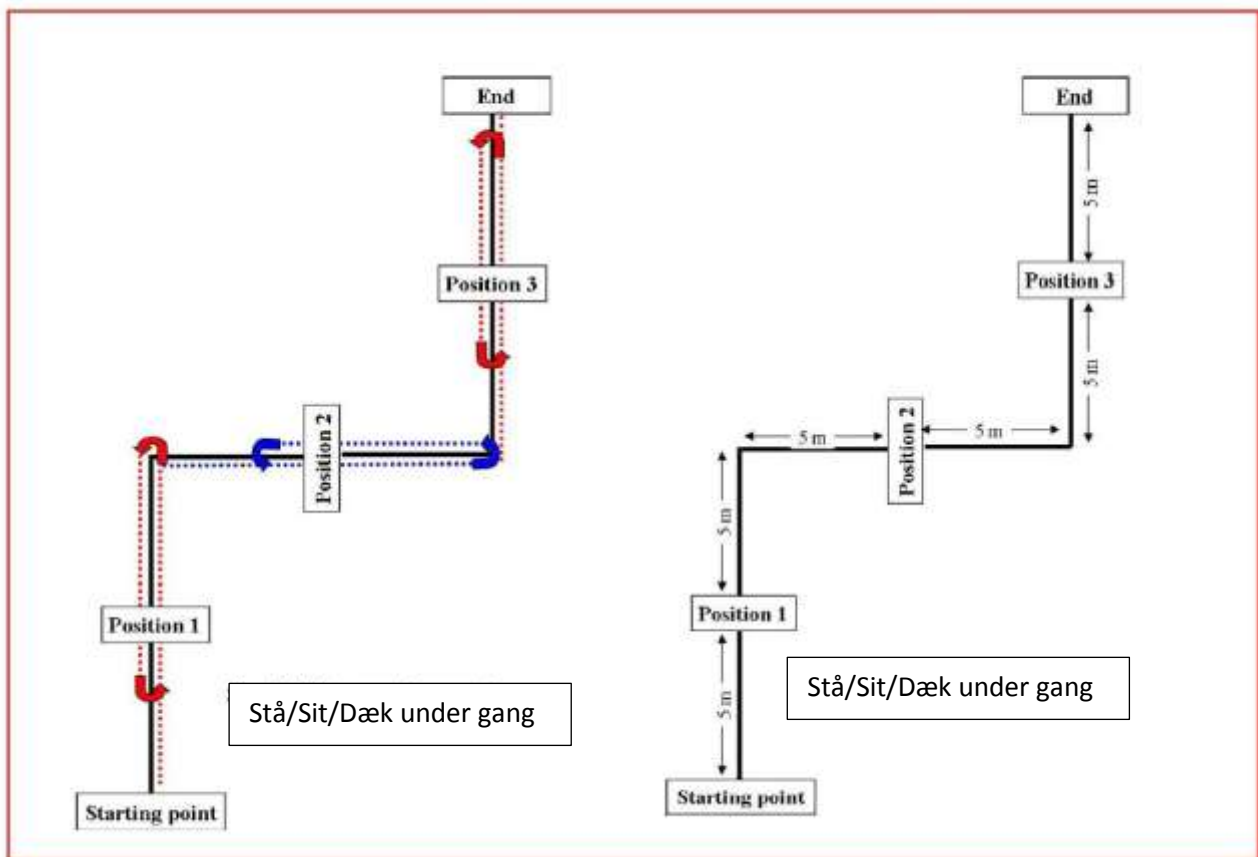 End
Position 3
Position 2
Position 1
Stå/Sit/Dæk under gang
Starting point
End
5 m
Position 3
5 m
5 m
Position 2
5 m
5 m
Position 1
5 m
Stå/Sit/Dæk under gang
Starting point